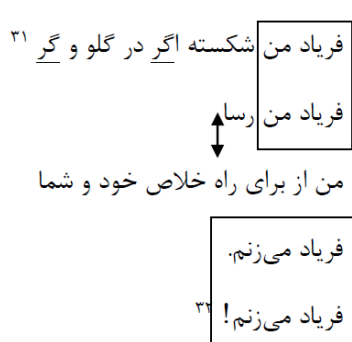 فریاد من شکسته اگر در گلو و گر ۳۱
فریاد من رسا
من از برای راه خلاص خود و شما
فریاد می‌زنم.
فریاد می‌زنم! ۳۲